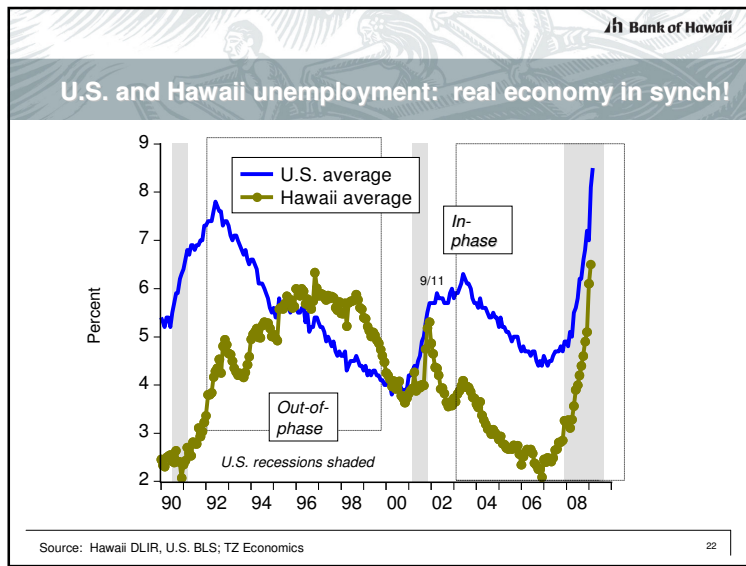 Bank of Hawaii
U.S. and Hawaii unemployment:  real economy in synch!
9
8
7
6
5
4
3
2
Percent
U.S. average
Hawaii average
In-
phase
9/11
Out-of-
phase
U.S. recessions shaded
90 92 94 96 98 00 02 04 06 08
Source:  Hawaii DLIR, U.S. BLS; TZ Economics
22